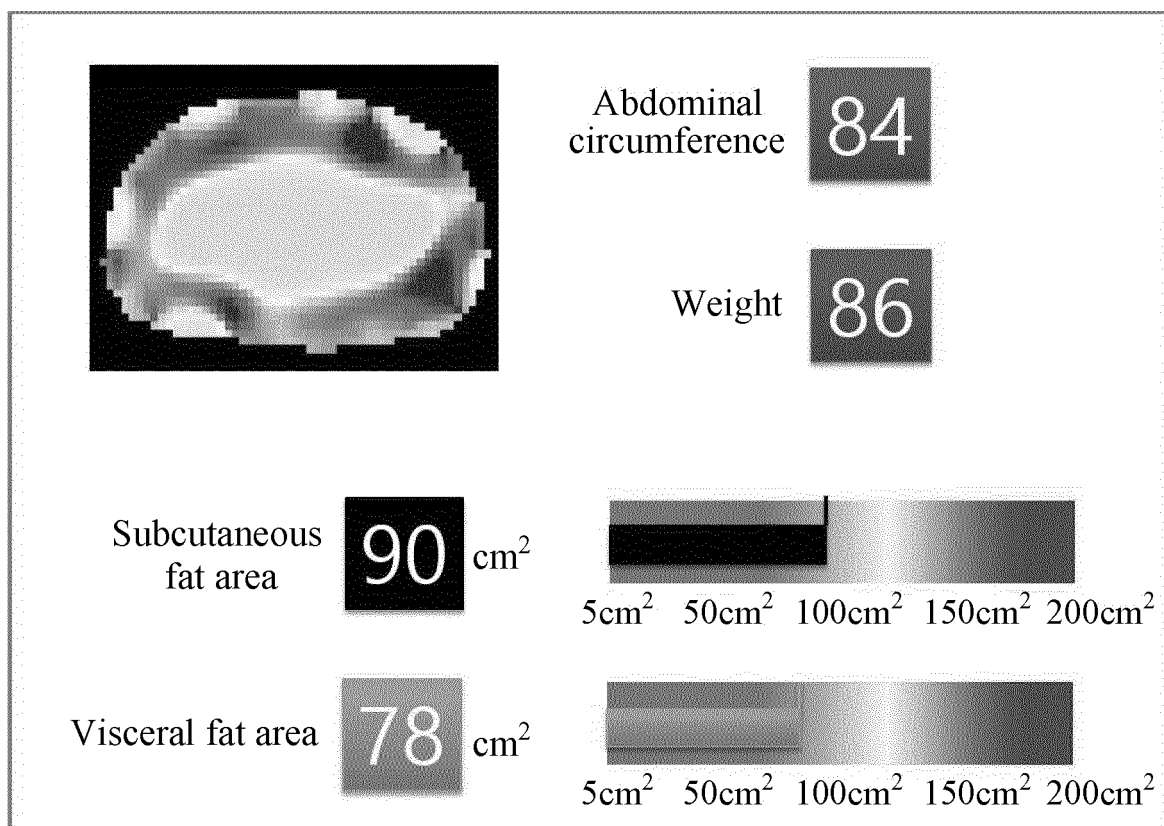 Abdominal
circumference
84
Weight
86
Subcutaneous
fat area
90
cm²
5cm² 50cm² 100cm² 150cm² 200cm²
Visceral fat area
78
cm²
5cm² 50cm² 100cm² 150cm² 200cm²